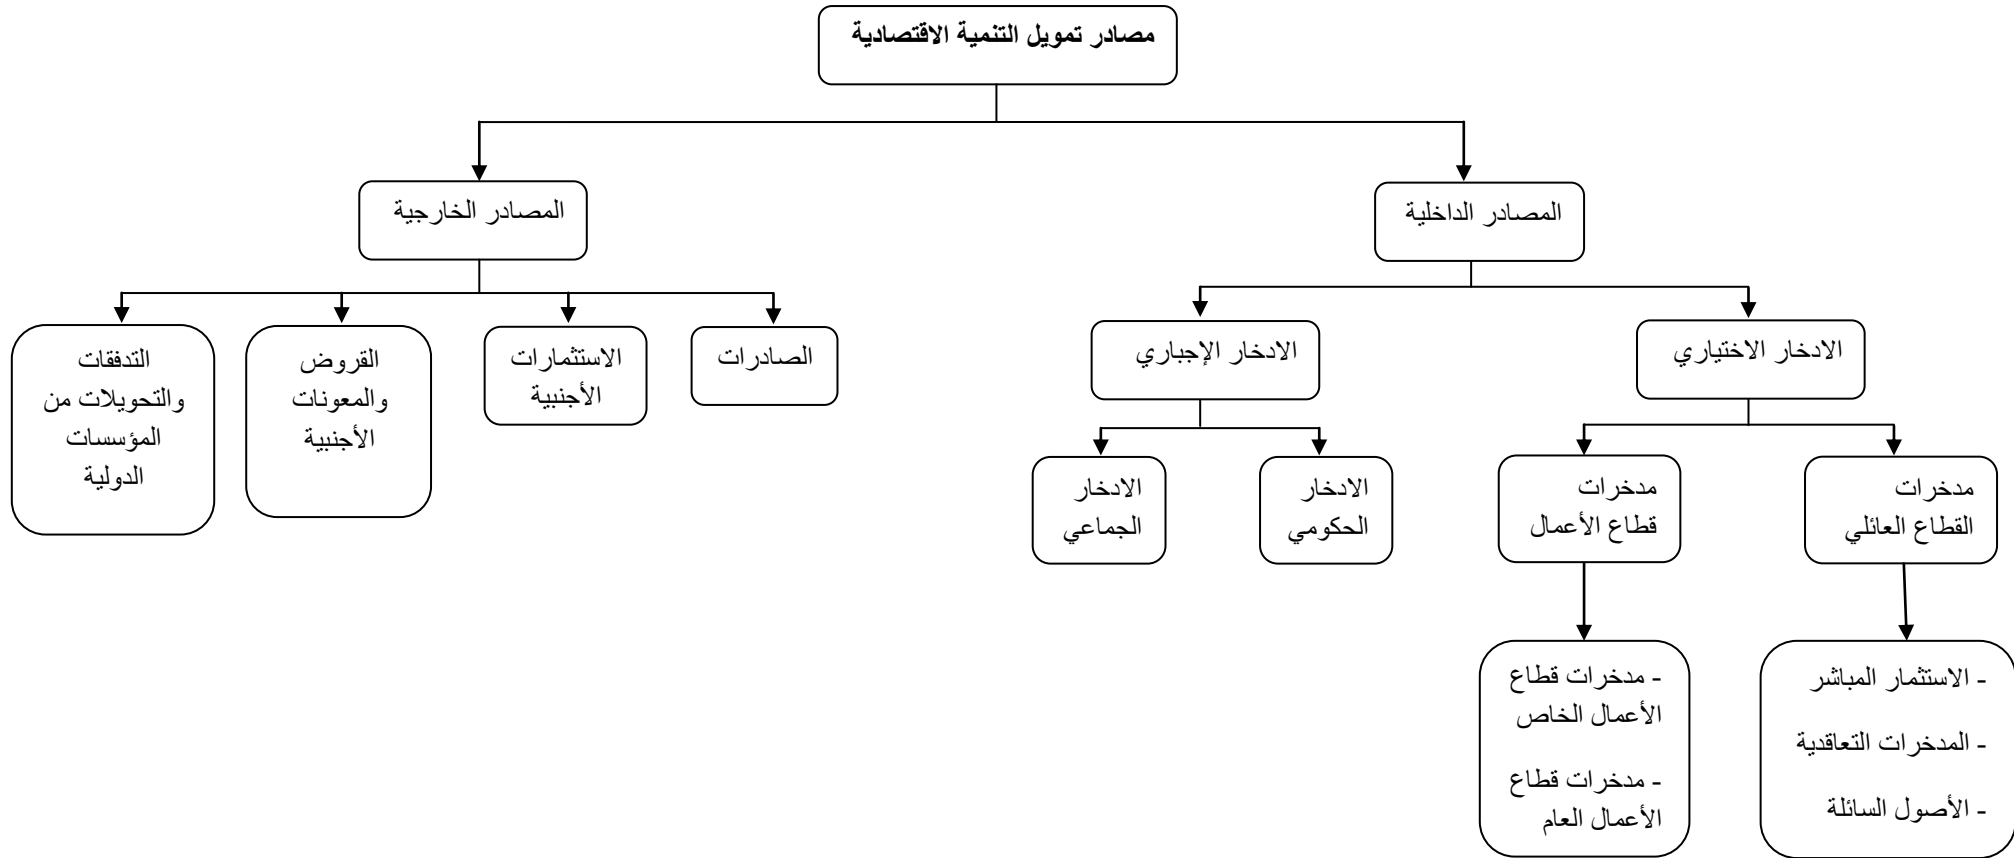 مصادر تمويل التنمية الاقتصادية
المصادر الداخلية
المصادر الخارجية
الادخار الاختياري
الادخار الإجباري
الصادرات
الاستثمارات
الأجنبية
القروض
والمعونات
الأجنبية
التدفقات
والتحويلات من
المؤسسات
الدولية
مدخرات
القطاع العائلي
مدخرات
قطاع الأعمال
الادخار
الحكومي
الادخار
الجماعي
- الاستثمار المباشر
- المدخرات التعاقدية
- الأصول السائلة
- مدخرات قطاع
الأعمال الخاص
- مدخرات قطاع
الأعمال العام